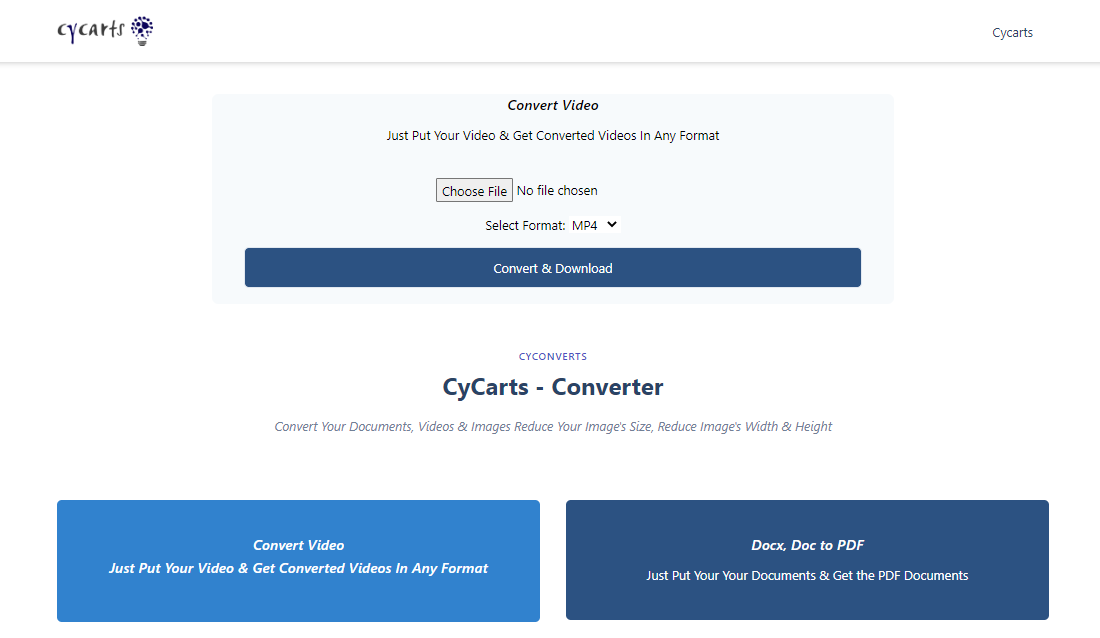 cycarts
Cycarts
Convert Video
Just Put Your Video & Get Converted Videos In Any Format
Choose File No file chosen
Select Format: MP4
Convert & Download
CYCONVERTS
CyCarts - Converter
Convert Your Documents, Videos & Images Reduce Your Image's Size, Reduce Image's Width & Height
Convert Video
Just Put Your Video & Get Converted Videos In Any Format
Docx, Doc to PDF
Just Put Your Your Documents & Get the PDF Documents